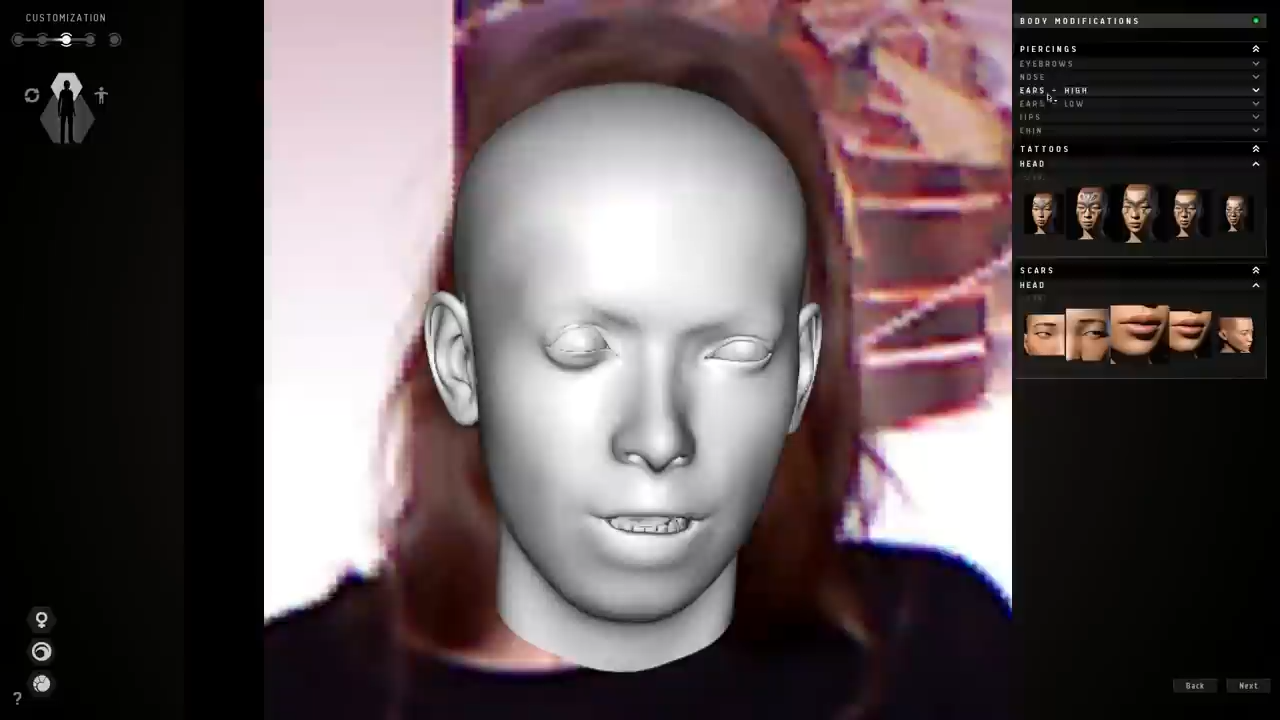 CUSTOMIZATION
BODY MODIFICATIONS
PIERCINGS
EYEBROWS
NOSE
EARS - HIGH
EARS - LOW
LIPS
CHIN
TATTOOS
HEAD
SCARS
HEAD
?
Back
Next